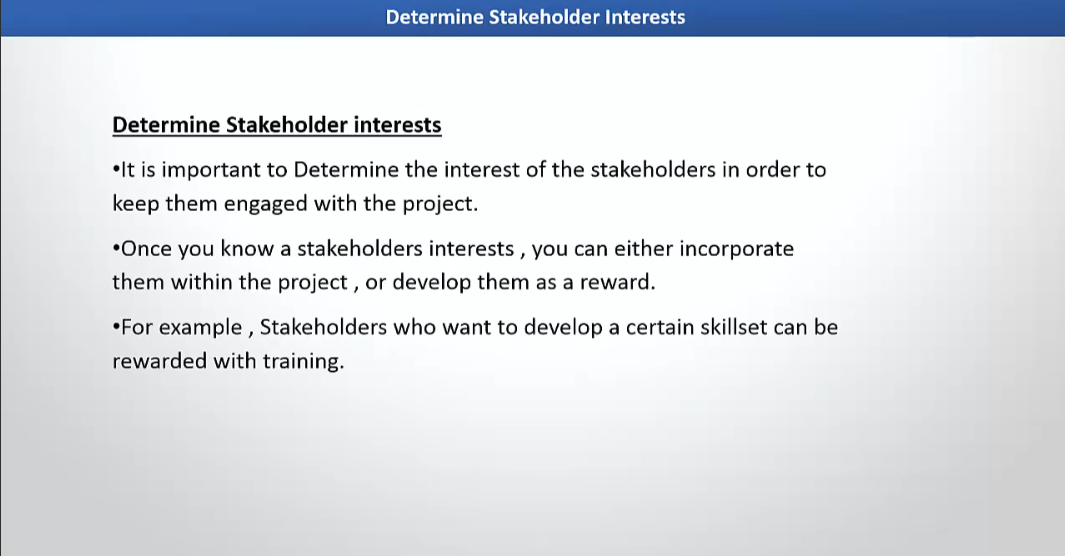 Determine Stakeholder Interests
Determine Stakeholder interests
•It is important to Determine the interest of the stakeholders in order to
keep them engaged with the project.
•Once you know a stakeholders interests , you can either incorporate
them within the project , or develop them as a reward.
•For example , Stakeholders who want to develop a certain skillset can be
rewarded with training.